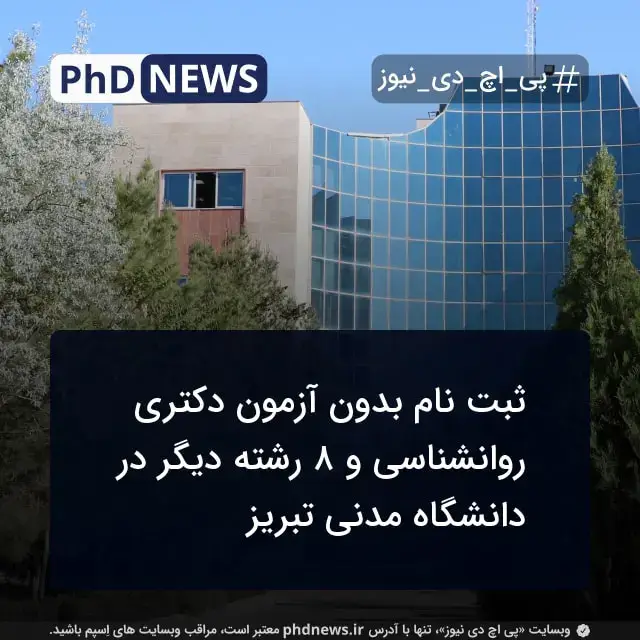 PhD NEWS
#پی_اچ_دی_نیوز
ثبت نام بدون آزمون دکتری
روانشناسی و ۸ رشته دیگر در
دانشگاه مدنی تبریز
وبسایت «پی اچ دی نیوز»، تنها با آدرس phdnews.ir معتبر است، مراقب وبسایت های اِسپم باشید.